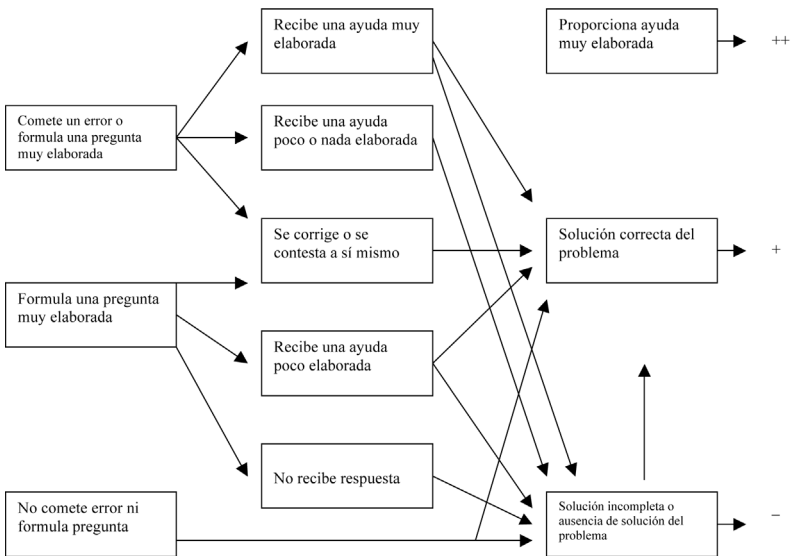 Comete un error o
formula una pregunta
muy elaborada
Formula una pregunta
muy elaborada
No comete error ni
formula pregunta
Recibe una ayuda muy
elaborada
Recibe una ayuda
poco o nada elaborada
Se corrige o se
contesta a sí mismo
Recibe una ayuda
poco elaborada
No recibe respuesta
Proporciona ayuda
muy elaborada
++
Solución correcta del
problema
+
Solución incompleta o
ausencia de solución del
problema
–